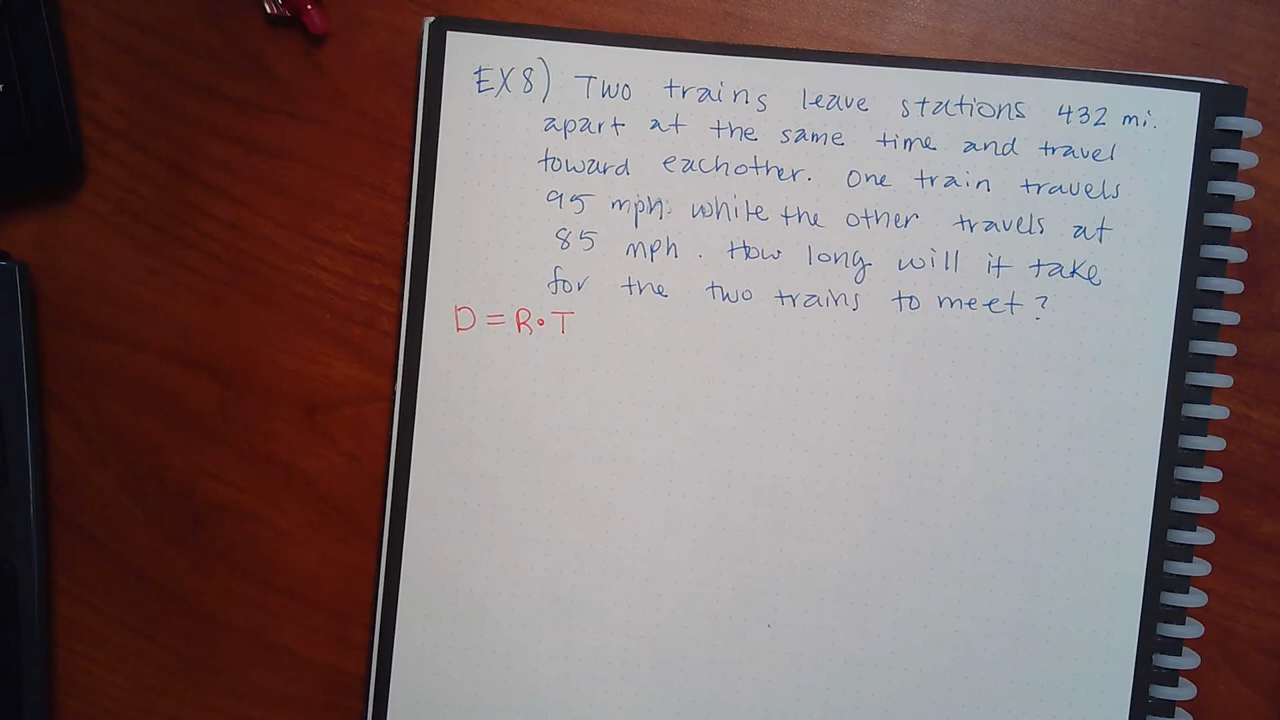 EX8) Two trains leave stations 432 mi.
apart at the same time and travel
toward eachother. One train travels
95 mph. while the other travels at
85 mph. How long will it take
for the two trains to meet?
D = R • T